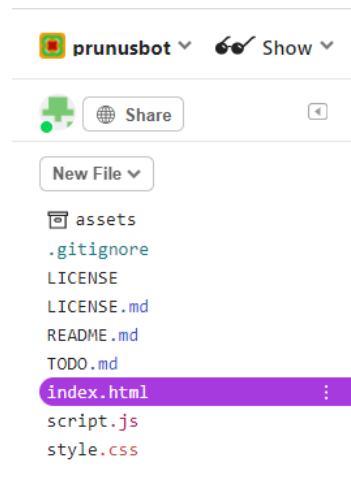 prunusbot Show
Share
New File
assets
.gitignore
LICENSE
LICENSE.md
README.md
TODO.md
index.html
script.js
style.css